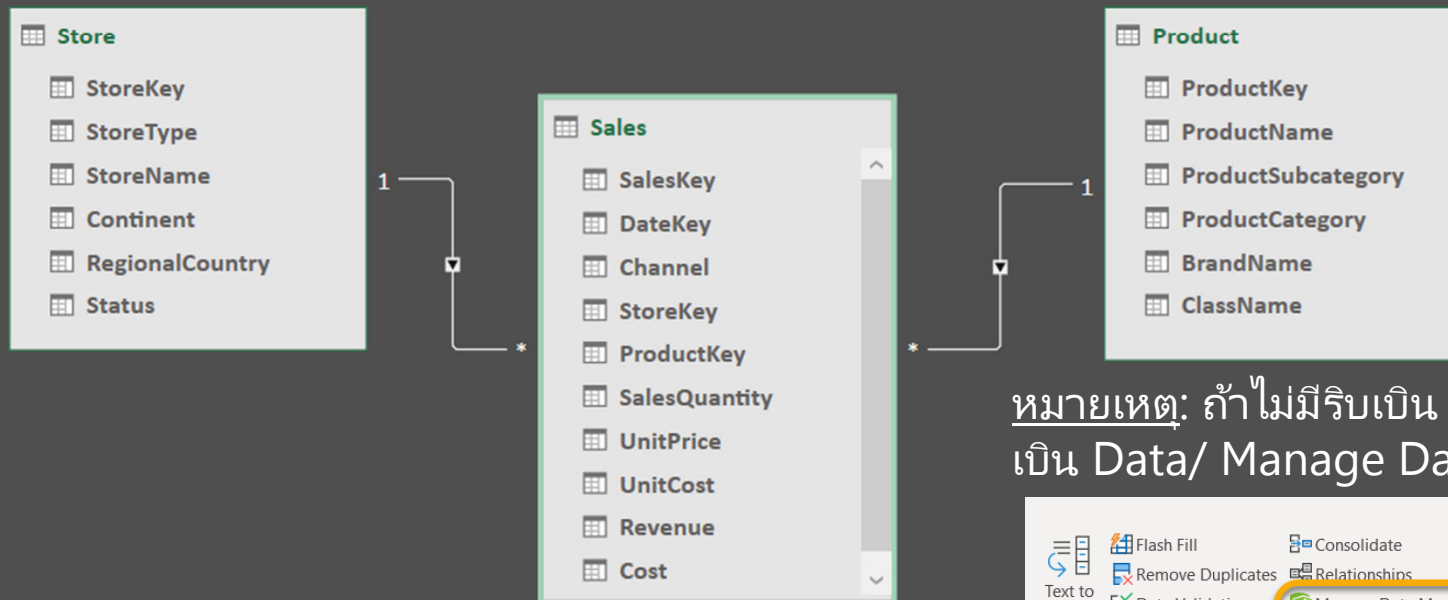 Store
StoreKey
StoreType
StoreName
Continent
RegionalCountry
Status
1
*
Sales
SalesKey
DateKey
Channel
StoreKey
ProductKey
SalesQuantity
UnitPrice
UnitCost
Revenue
Cost
*
1
Product
ProductKey
ProductName
ProductSubcategory
ProductCategory
BrandName
ClassName
หมายเหตุ: ถ้าไม่มีริบเบิน
เบิน Data/ Manage Da
Flash Fill
Consolidate
Remove Duplicates
Relationships
Text to